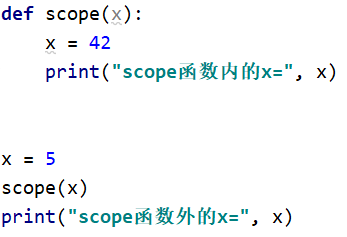 def scope(x):
    x = 42
    print("scope函数内的x=", x)
x = 5
scope(x)
print("scope函数外的x=", x)